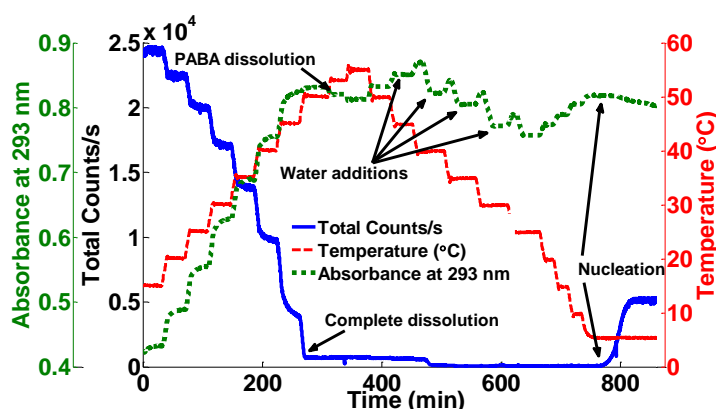 x 10⁴
0.9
2.5
60
PABA dissolution
50
0.8
2
40
0.7
1.5
Water additions
30
Total Counts/s
0.6
1
Temperature (°C)
20
Absorbance at 293 nm
Nucleation
0.5
0.5
10
Complete dissolution
0.4
0
0
0
200
400
600
800
Time (min)
Absorbance at 293 nm
Total Counts/s
Temperature (°C)